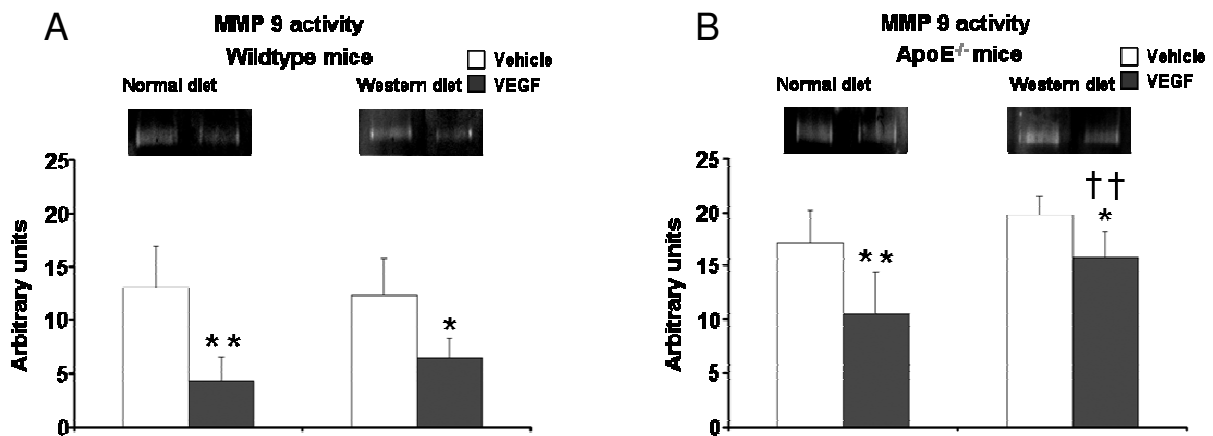 A
MMP 9 activity
Wildtype mice
Vehicle
VEGF
Normal diet
Western diet
Arbitrary units
25
20
15
10
5
0
* *
*
B
MMP 9 activity
ApoE-/- mice
Vehicle
VEGF
Normal diet
Western diet
Arbitrary units
25
20
15
10
5
0
* *
††
*